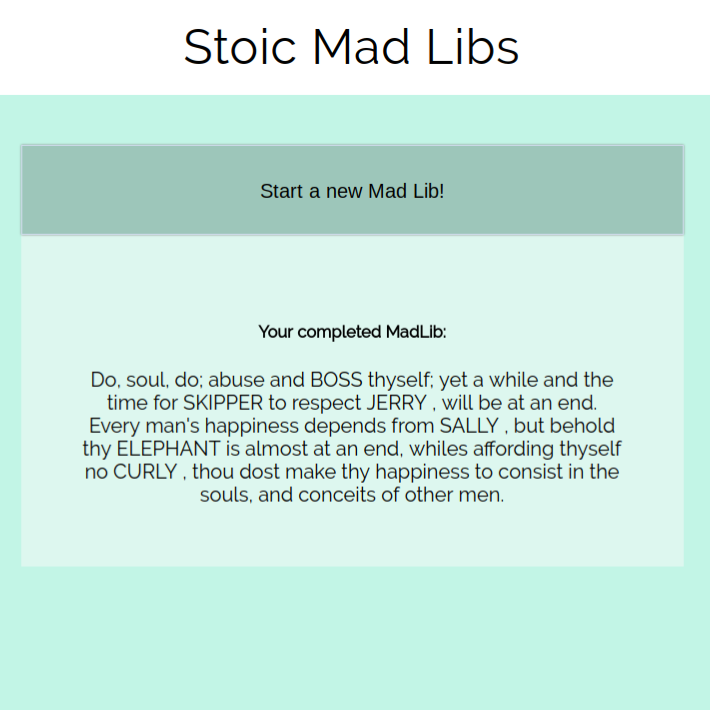 Stoic Mad Libs
Start a new Mad Lib!
Your completed MadLib:
Do, soul, do; abuse and BOSS thyself; yet a while and the
time for SKIPPER to respect JERRY , will be at an end.
Every man's happiness depends from SALLY , but behold
thy ELEPHANT is almost at an end, whiles affording thyself
no CURLY , thou dost make thy happiness to consist in the
souls, and conceits of other men.